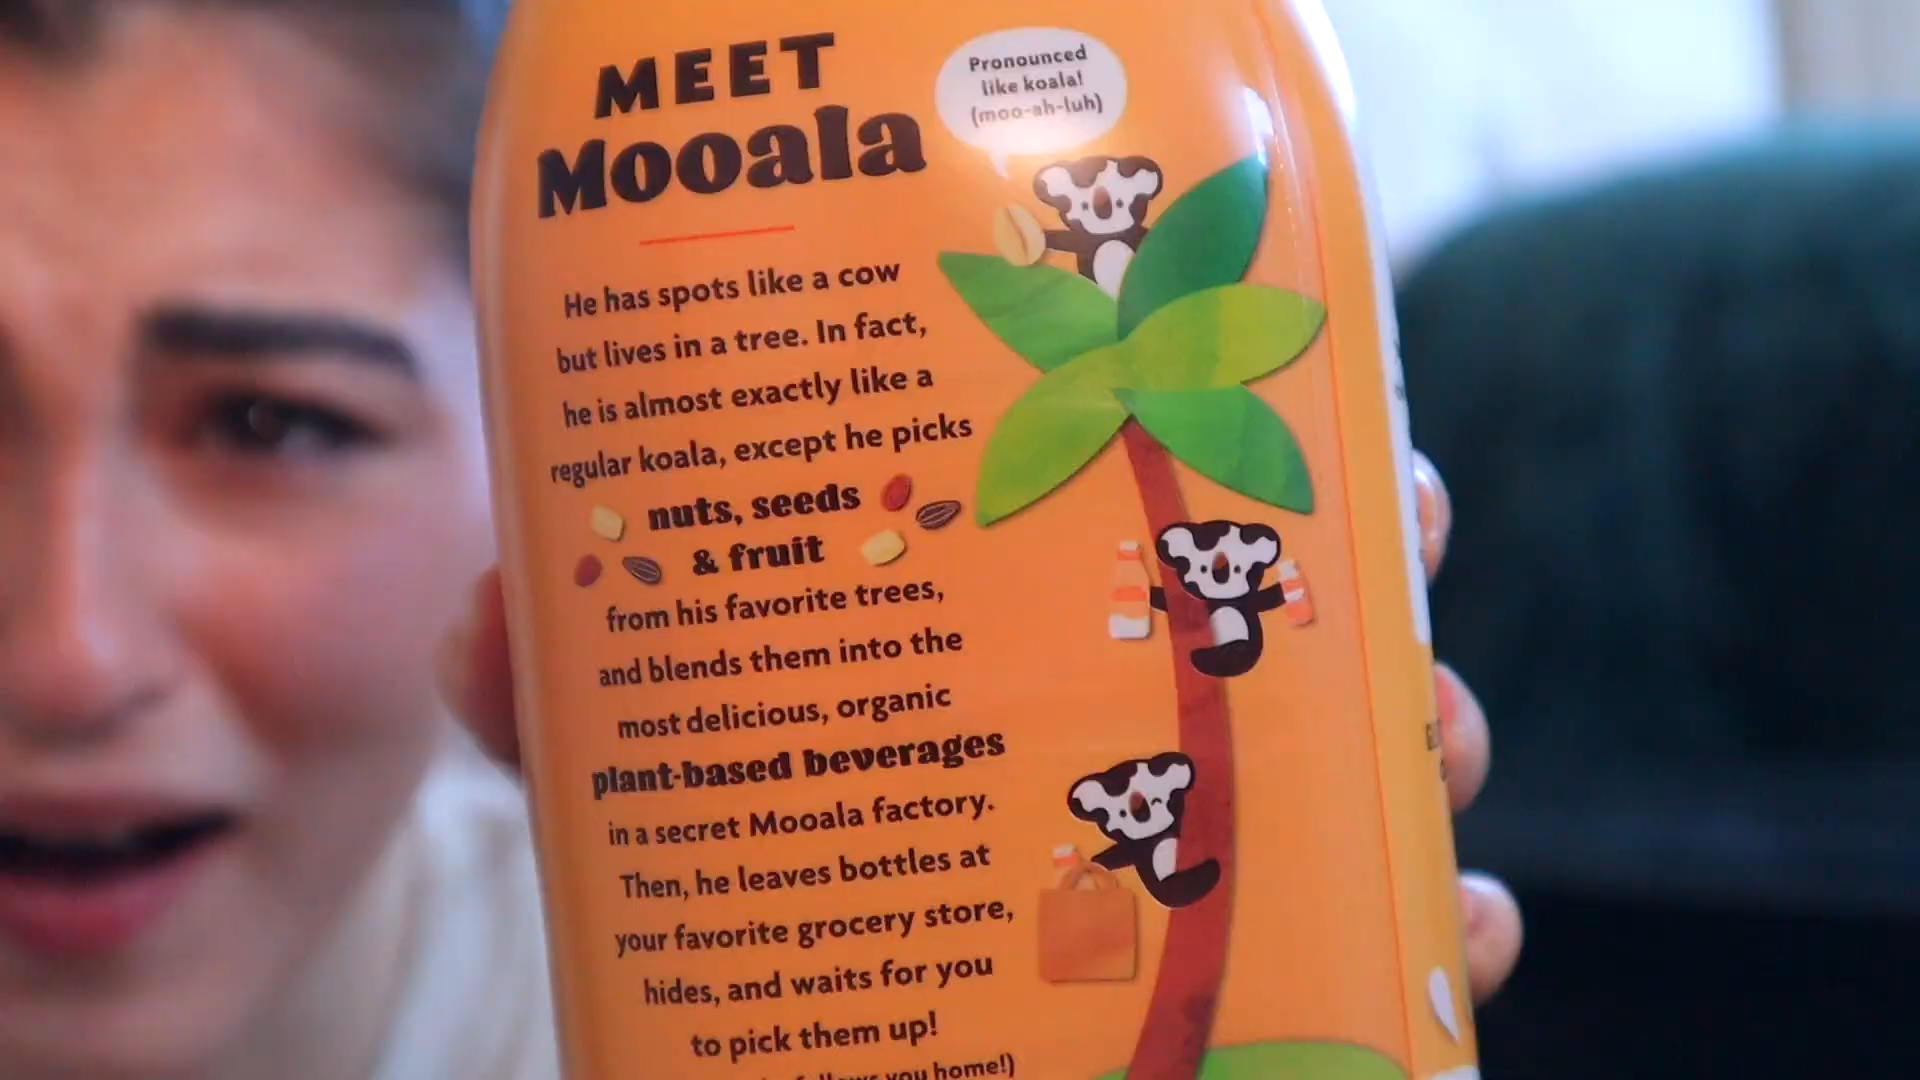 MEET
Mooala
Pronounced
like koala!
(moo-ah-luh)
He has spots like a cow
but lives in a tree. In fact,
he is almost exactly like a
regular koala, except he picks
nuts, seeds
& fruit
from his favorite trees,
and blends them into the
most delicious, organic
plant-based beverages
in a secret Mooala factory.
Then, he leaves bottles at
your favorite grocery store,
hides, and waits for you
to pick them up!
you home!)